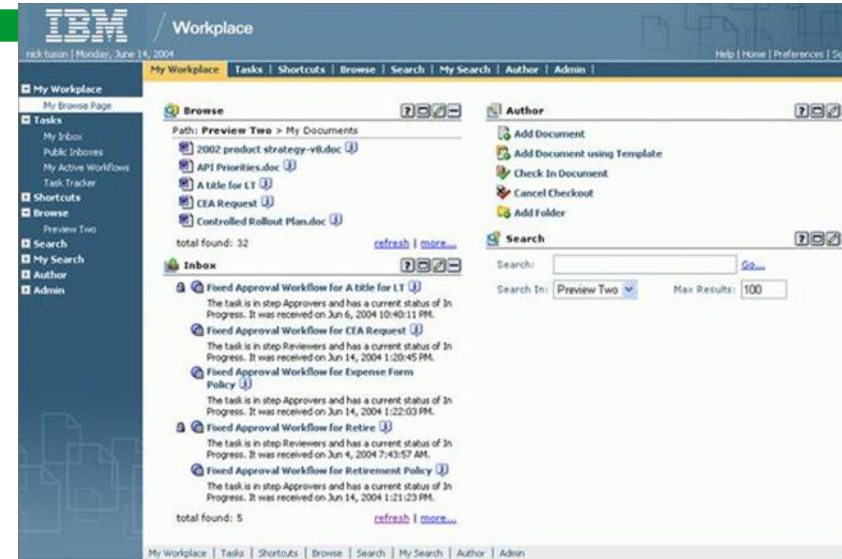 IBM
Workplace
nick tuson | Monday, June 14, 2004
Help | Home | Preferences |
My Workplace | Tasks | Shortcuts | Browse | Search | My Search | Author | Admin |
My Workplace
My Browse Page
Tasks
My Inbox
Public Inboxes
My Active Workflows
Task Tracker
Shortcuts
Browse
Preview Two
Search
My Search
Author
Admin
Browse
Path: Preview Two > My Documents
2002 product strategy-v8.doc
API Priorities.doc
A title for LT
CEA Request
Controlled Rollout Plan.doc
total found: 32 refresh | more...
Inbox
Fixed Approval Workflow for A title for LT
The task is in step Approvers and has a current status of In
Progress. It was received on Jun 6, 2004 10:40:11 PM.
Fixed Approval Workflow for CEA Request
The task is in step Reviewers and has a current status of In
Progress. It was received on Jun 14, 2004 1:20:45 PM.
Fixed Approval Workflow for Expense Form
Policy
The task is in step Approvers and has a current status of In
Progress. It was received on Jun 14, 2004 1:22:03 PM.
Fixed Approval Workflow for Retire
The task is in step Reviewers and has a current status of In
Progress. It was received on Jun 4, 2004 7:43:57 AM.
Fixed Approval Workflow for Retirement Policy
The task is in step Approvers and has a current status of In
Progress. It was received on Jun 14, 2004 1:21:23 PM.
total found: 5 refresh | more...
Author
Add Document
Add Document using Template
Check In Document
Cancel Checkout
Add Folder
Search
Search: Go...
Search In: Preview Two Max Results: 100
My Workplace | Tasks | Shortcuts | Browse | Search | My Search | Author | Admin